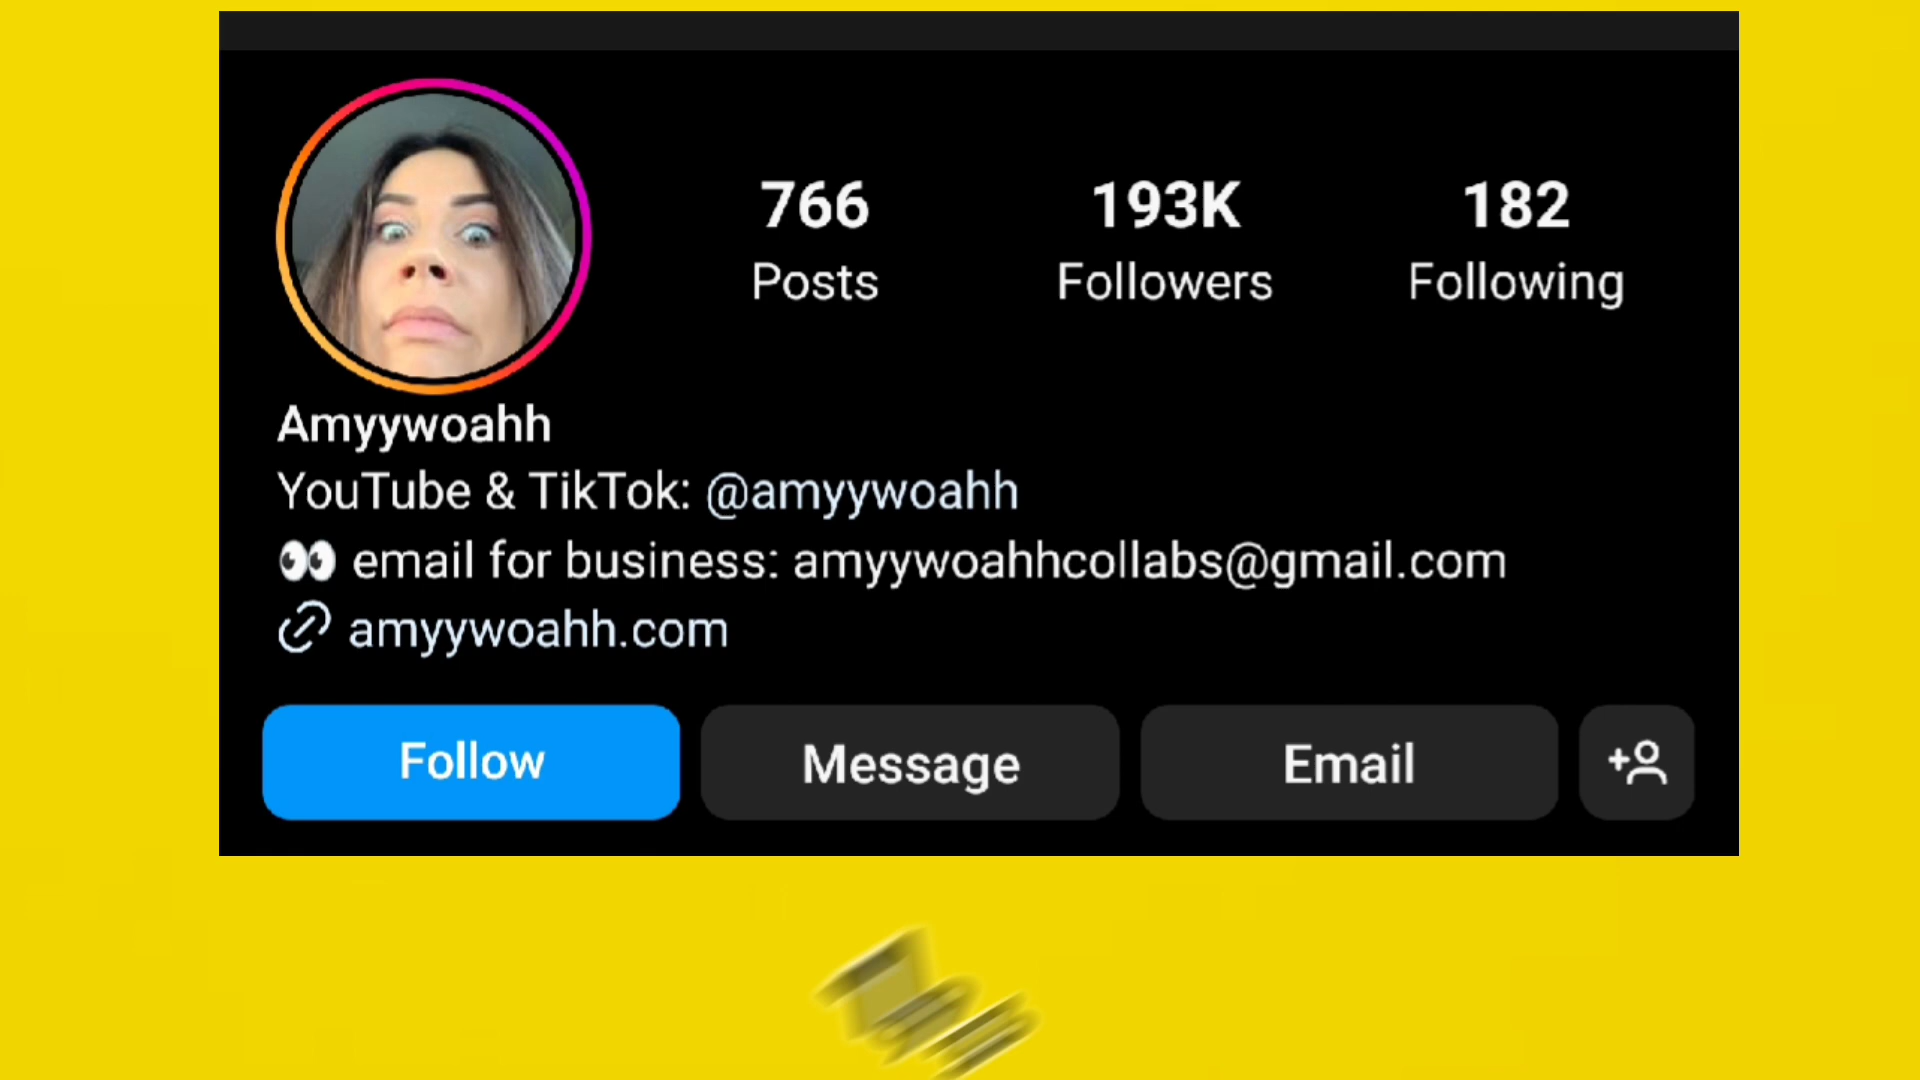 766 193K 182
Posts Followers Following
Amyywoahh
YouTube & TikTok: @amyywoahh
👀 email for business: amyywoahhcollabs@gmail.com
amyywoahh.com
Follow Message Email